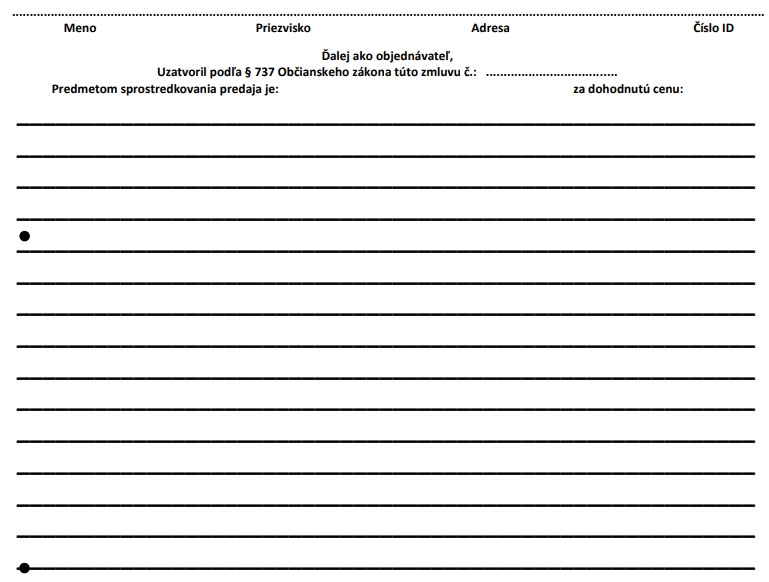 Meno Priezvisko Adresa Číslo ID
Ďalej ako objednávateľ,
Uzatvoril podľa § 737 Občianskeho zákona túto zmluvu č.: ......................................
Predmetom sprostredkovania predaja je: za dohodnutú cenu: